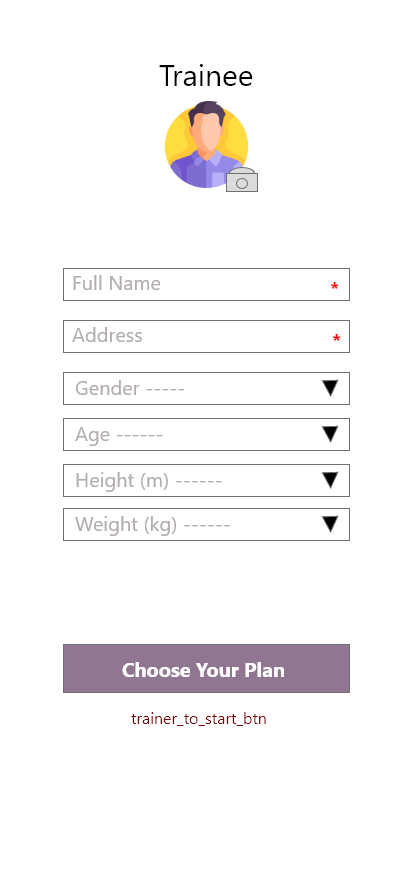 Trainee
Full Name *
Address *
Gender -----
Age ------
Height (m) ------
Weight (kg) ------
Choose Your Plan
trainer_to_start_btn